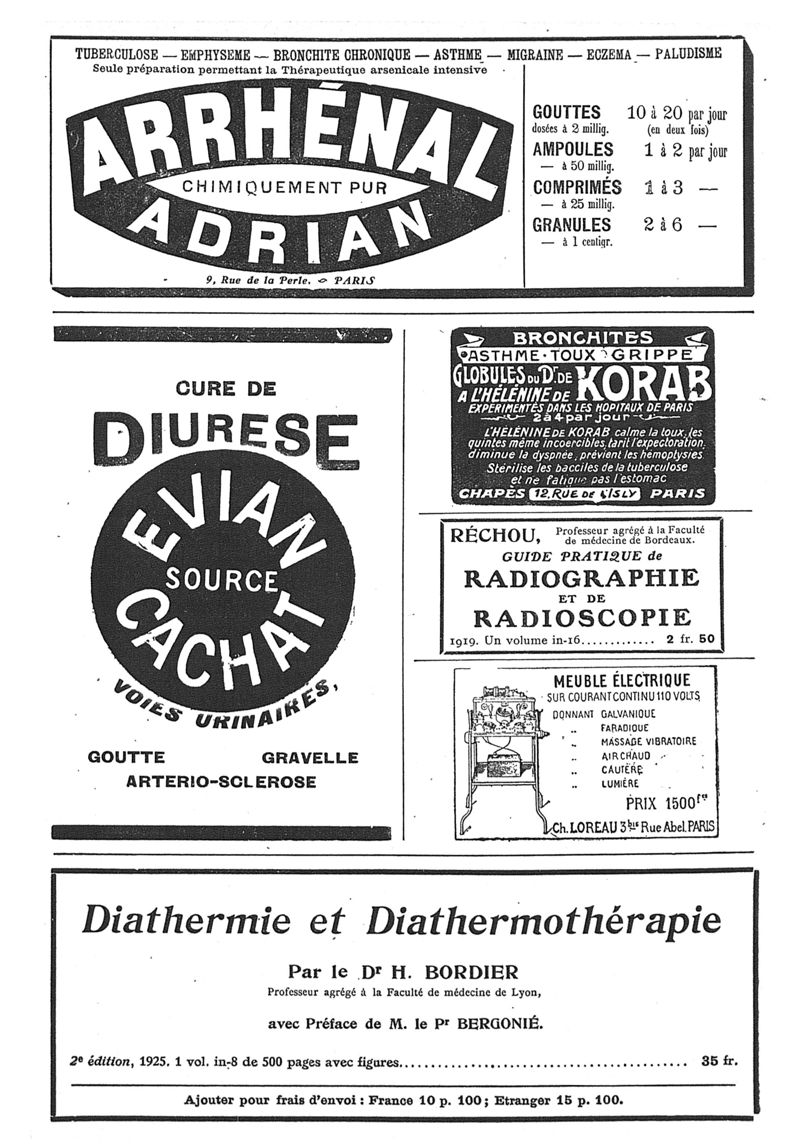 TUBERCULOSE — EMPHYSEME — BRONCHITE CHRONIQUE — ASTHME — MIGRAINE — ECZEMA — PALUDISME
Seule préparation permettant la Thérapeutique arsenicale intensive
ARRHÉNAL
CHIMIQUEMENT PUR
ADRIAN
9, Rue de la Perle. PARIS
GOUTTES 10 à 20 par jour
dosées à 2 millig. (en deux fois)
AMPOULES 1 à 2 par jour
— à 50 millig.
COMPRIMÉS 1 à 3 —
— à 25 millig.
GRANULES 2 à 6 —
— à 1 centigr.
CURE DE
DIURESE
EVIAN
SOURCE
CACHAT
VOIES URINAIRES,
GOUTTE GRAVELLE
ARTERIO-SCLEROSE
BRONCHITES
ASTHME · TOUX · GRIPPE
GLOBULES DU Dr. DE KORAB
A L'HÉLÉNINE DE
EXPÉRIMENTÉS DANS LES HOPITAUX DE PARIS
2 à 4 par jour
L'HÉLÉNINE DE KORAB calme la toux, les
quintes même incoercibles, tarit l'expectoration,
diminue la dyspnée, prévient les hémoptysies
Stérilise les bacciles de la tuberculose
et ne fatigue pas l'estomac
CHAPÈS 12, RUE DE L'ISLY PARIS
RÉCHOU, Professeur agrégé à la Faculté
de médecine de Bordeaux.
GUIDE PRATIQUE de
RADIOGRAPHIE
ET DE
RADIOSCOPIE
1919. Un volume in-16............. 2 fr. 50
MEUBLE ÉLECTRIQUE
SUR COURANT CONTINU 110 VOLTS
DONNANT GALVANIQUE
,, FARADIQUE
,, MASSAGE VIBRATOIRE
,, AIR CHAUD
,, CAUTÈRE
,, LUMIÈRE
PRIX 1500frs
Ch. LOREAU 3 bis Rue Abel. PARIS
Diathermie et Diathermothérapie
Par le Dr H. BORDIER
Professeur agrégé à la Faculté de médecine de Lyon,
avec Préface de M. le Pr BERGONIÉ.
2e édition, 1925. 1 vol. in-8 de 500 pages avec figures.......................................... 35 fr.
Ajouter pour frais d'envoi : France 10 p. 100 ; Etranger 15 p. 100.